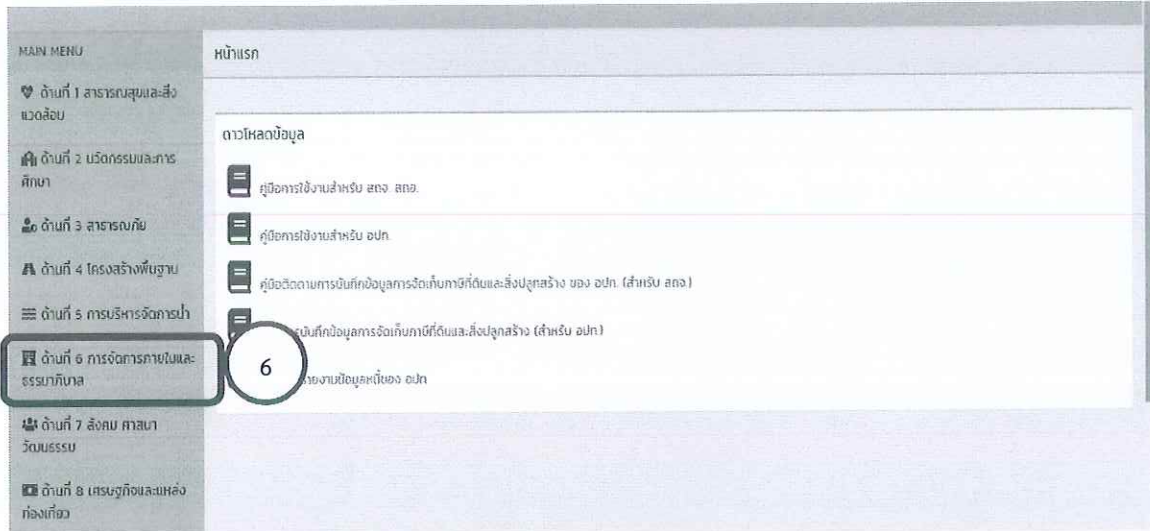 MAIN MENU
ด้านที่ 1 สาธารณสุขและสิ่ง
แวดล้อม
ด้านที่ 2 นวัตกรรมและการ
ศึกษา
ด้านที่ 3 สาธารณภัย
ด้านที่ 4 โครงสร้างพื้นฐาน
ด้านที่ 5 การบริหารจัดการน้ำ
ด้านที่ 6 การจัดการภายในและ
ธรรมาภิบาล
ด้านที่ 7 สังคม ศาสนา
วัฒนธรรม
ด้านที่ 8 เศรษฐกิจและแหล่ง
ท่องเที่ยว
หน้าแรก
ดาวโหลดข้อมูล
คู่มือการใช้งานสำหรับ สถจ. สถอ.
คู่มือการใช้งานสำหรับ อปท.
คู่มือติดตามการบันทึกข้อมูลการจัดเก็บภาษีที่ดินและสิ่งปลูกสร้าง ของ อปท. (สำหรับ สถจ.)
บันทึกข้อมูลการจัดเก็บภาษีที่ดินและสิ่งปลูกสร้าง (สำหรับ อปท.)
รายงานข้อมูลหนี้ของ อปท
6